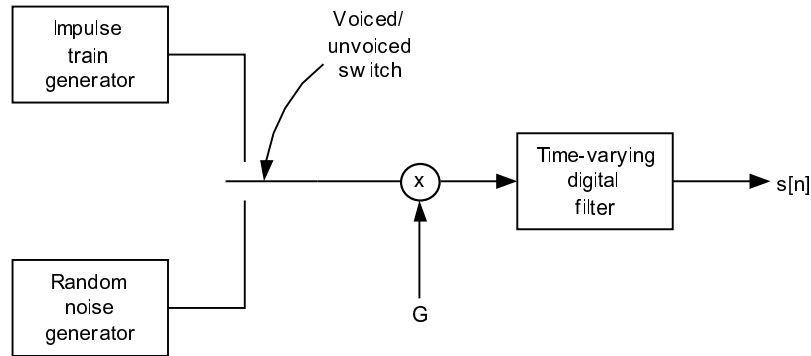 Impulse
train
generator
Voiced/
unvoiced
switch
x
Time-varying
digital
filter
s[n]
Random
noise
generator
G